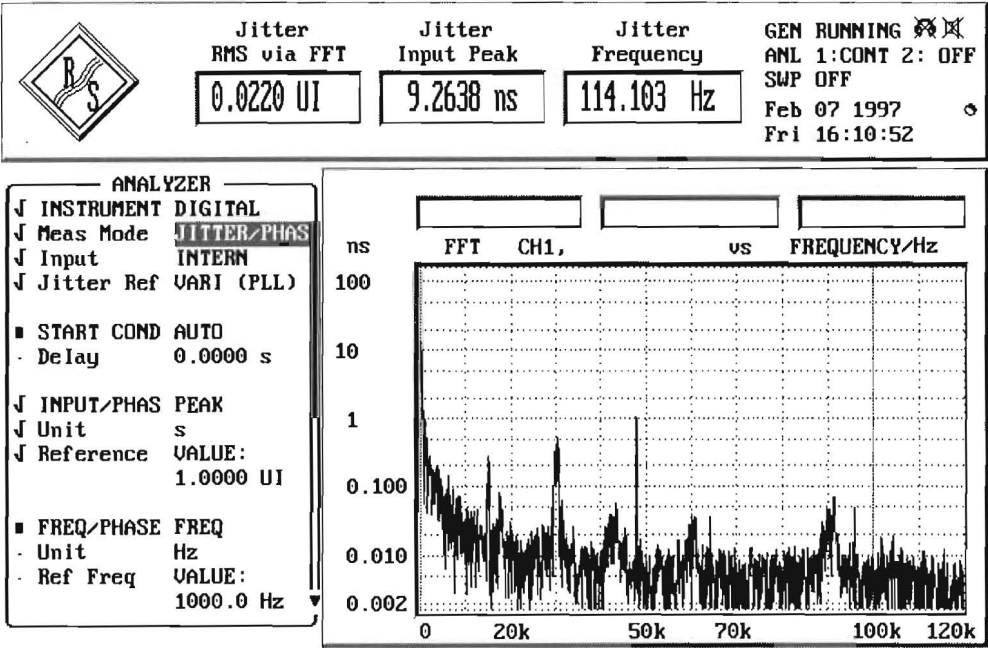 R
S
Jitter
RMS via FFT
0.0220 UI
Jitter
Input Peak
9.2638 ns
Jitter
Frequency
114.103 Hz
GEN RUNNING
ANL 1:CONT 2: OFF
SWP OFF
Feb 07 1997
Fri 16:10:52
ANALYZER
√ INSTRUMENT DIGITAL
√ Meas Mode JITTER/PHAS
√ Input INTERN
√ Jitter Ref VARI (PLL)
▪ START COND AUTO
· Delay 0.0000 s
√ INPUT/PHAS PEAK
√ Unit s
√ Reference VALUE:
1.0000 UI
▪ FREQ/PHASE FREQ
· Unit Hz
· Ref Freq VALUE:
1000.0 Hz
ns FFT CH1, vs FREQUENCY/Hz
100
10
1
0.100
0.010
0.002
0 20k 50k 70k 100k 120k